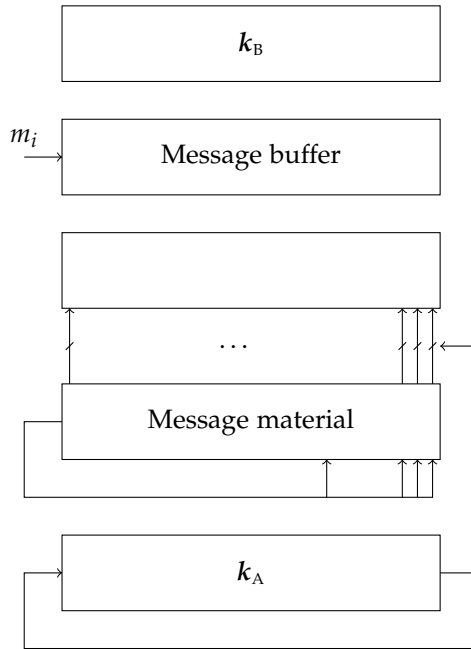 k_B
m_i
Message buffer
...
Message material
k_A